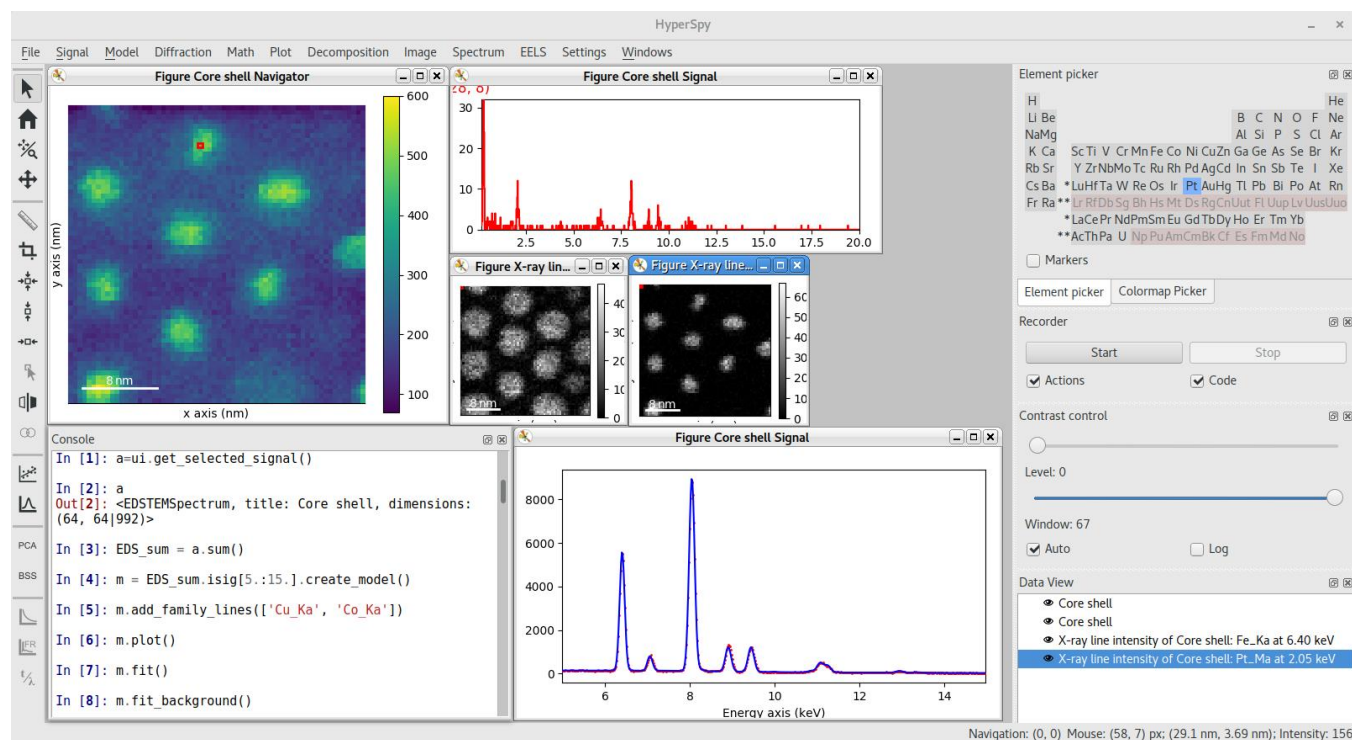 HyperSpy
File Signal Model Diffraction Math Plot Decomposition Image Spectrum EELS Settings Windows
Figure Core shell Navigator
600
500
400
300
200
100
y axis (nm)
8 nm
x axis (nm)
Figure Core shell Signal
30
20
10
0
2.5 5.0 7.5 10.0 12.5 15.0 17.5 20.0
Figure X-ray lin...
30
10
0
8 nm
Figure X-ray line...
60
50
40
30
20
10
0
8 nm
PCA
BSS
Console
In [1]: a=ui.get_selected_signal()
In [2]: a
Out[2]: <EDSTEMSpectrum, title: Core shell, dimensions:
(64, 64|992)>
In [3]: EDS_sum = a.sum()
In [4]: m = EDS_sum.isig[5.:15.].create_model()
In [5]: m.add_family_lines(['Cu_Ka', 'Co_Ka'])
In [6]: m.plot()
In [7]: m.fit()
In [8]: m.fit_background()
Figure Core shell Signal
8000
6000
4000
2000
0
6 8 10 12 14
Energy axis (keV)
Element picker
H He
Li Be B C N O F Ne
Na Mg Al Si P S Cl Ar
K Ca Sc Ti V Cr Mn Fe Co Ni Cu Zn Ga Ge As Se Br Kr
Rb Sr Y Zr Nb Mo Tc Ru Rh Pd Ag Cd In Sn Sb Te I Xe
Cs Ba * Lu Hf Ta W Re Os Ir Pt Au Hg Tl Pb Bi Po At Rn
Fr Ra ** Lr Rf Db Sg Bh Hs Mt Ds Rg Cn Uut Fl Uup Lv Uus Uuo
* La Ce Pr Nd Pm Sm Eu Gd Tb Dy Ho Er Tm Yb
** Ac Th Pa U Np Pu Am Cm Bk Cf Es Fm Md No
Markers
Element picker Colormap Picker
Recorder
Start Stop
Actions Code
Contrast control
Level: 0
Window: 67
Auto Log
Data View
Core shell
Core shell
X-ray line intensity of Core shell: Fe_Ka at 6.40 keV
X-ray line intensity of Core shell: Pt_Ma at 2.05 keV
Navigation: (0, 0) Mouse: (58, 7) px; (29.1 nm, 3.69 nm); Intensity: 156